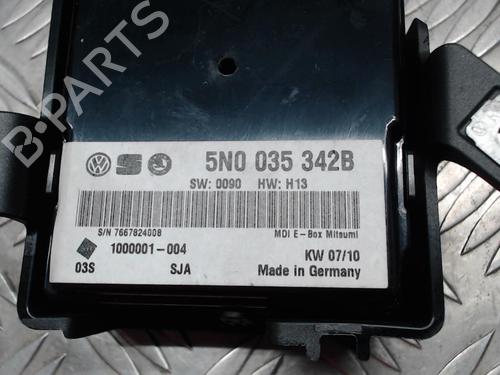 B-PARTS
5N0 035 342B
SW: 0090 HW: H13
S/N 7667824008
MDI E-Box Mitsumi
1000001-004
KW 07/10
03S
SJA
Made in Germany